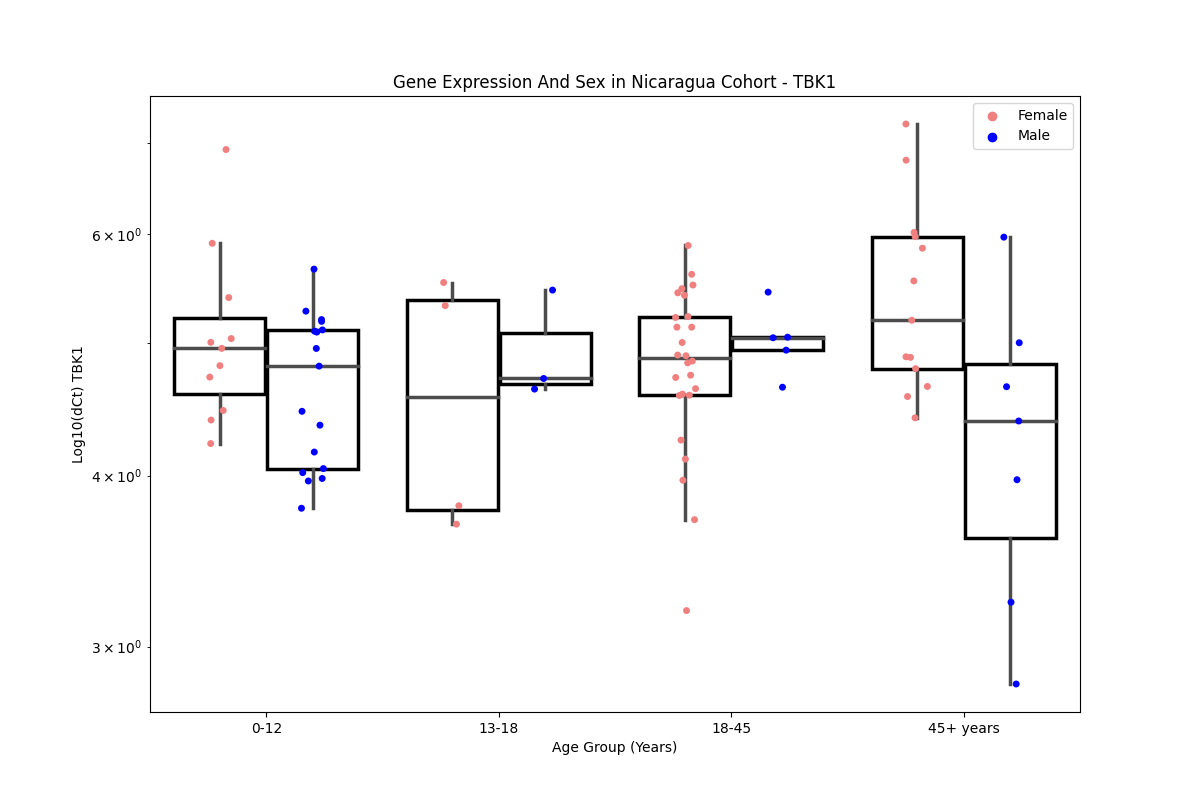 Gene Expression And Sex in Nicaragua Cohort - TBK1
Female
Male
6 × 10⁰
4 × 10⁰
3 × 10⁰
Log10(dCt) TBK1
0-12
13-18
18-45
45+ years
Age Group (Years)